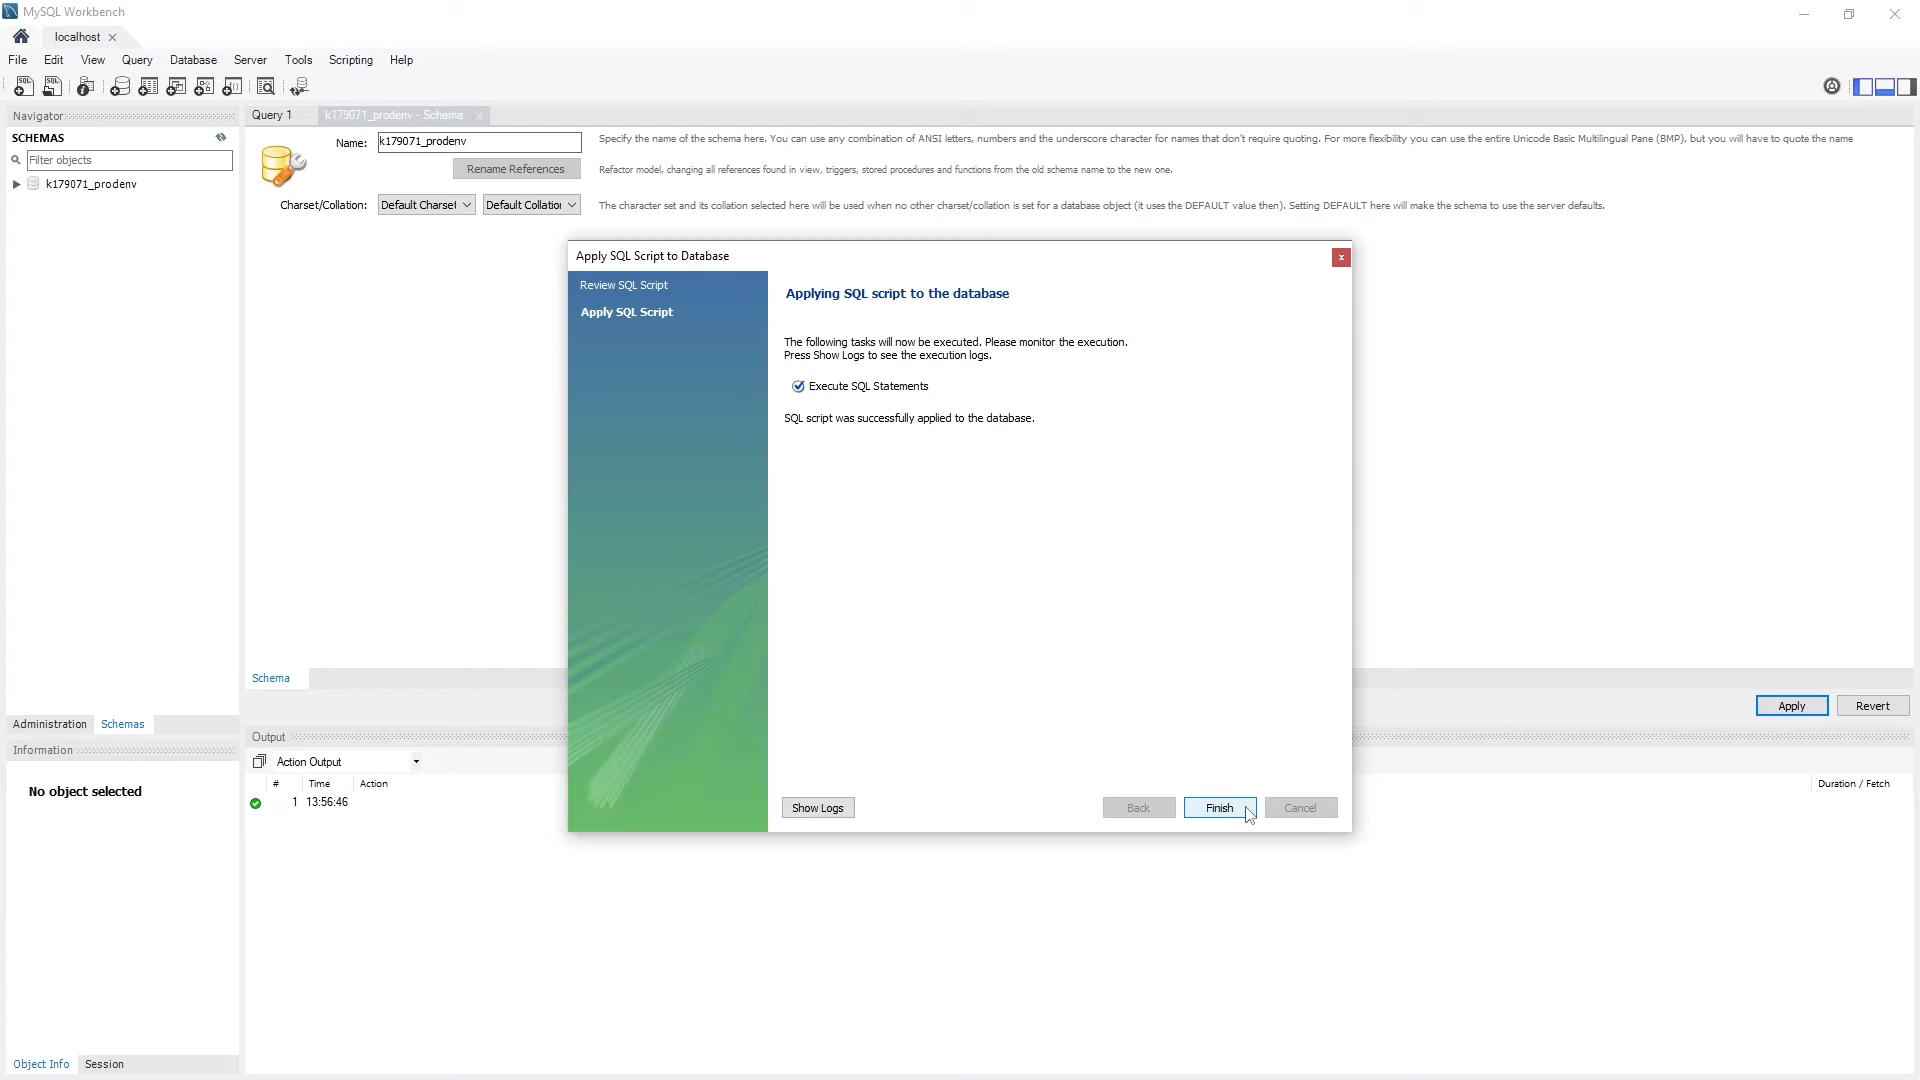 MySQL Workbench
localhost
File Edit View Query Database Server Tools Scripting Help
Navigator
SCHEMAS
Filter objects
k179071_prodenv
Query 1
k179071_prodenv - Schema
Name: k179071_prodenv
Specify the name of the schema here. You can use any combination of ANSI letters, numbers and the underscore character for names that don't require quoting. For more flexibility you can use the entire Unicode Basic Multilingual Pane (BMP), but you will have to quote the name
Rename References
Refactor model, changing all references found in view, triggers, stored procedures and functions from the old schema name to the new one.
Charset/Collation: Default Charset Default Collation
The character set and its collation selected here will be used when no other charset/collation is set for a database object (it uses the DEFAULT value then). Setting DEFAULT here will make the schema to use the server defaults.
Apply SQL Script to Database
x
Review SQL Script
Apply SQL Script
Applying SQL script to the database
The following tasks will now be executed. Please monitor the execution.
Press Show Logs to see the execution logs.
Execute SQL Statements
SQL script was successfully applied to the database.
Show Logs
Back
Finish
Cancel
Schema
Apply
Revert
Administration
Schemas
Information
No object selected
Object Info
Session
Output
Action Output
# Time Action Duration / Fetch
1 13:56:46